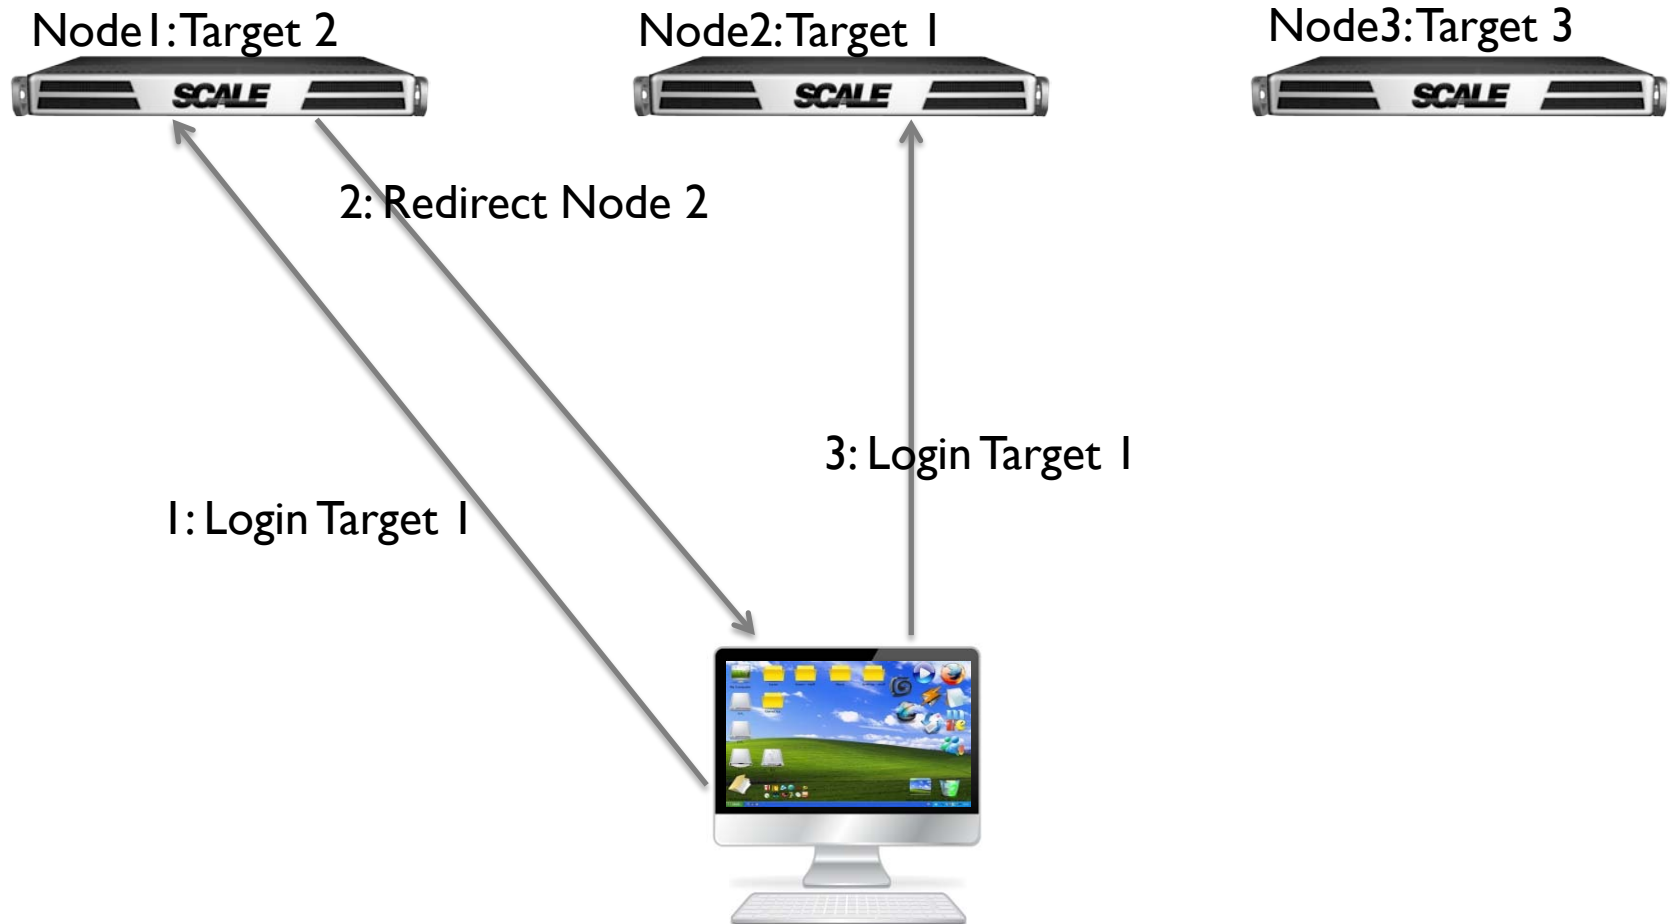 Node1: Target 2
Node2: Target 1
Node3: Target 3
SCALE
SCALE
SCALE
2: Redirect Node 2
3: Login Target 1
1: Login Target 1